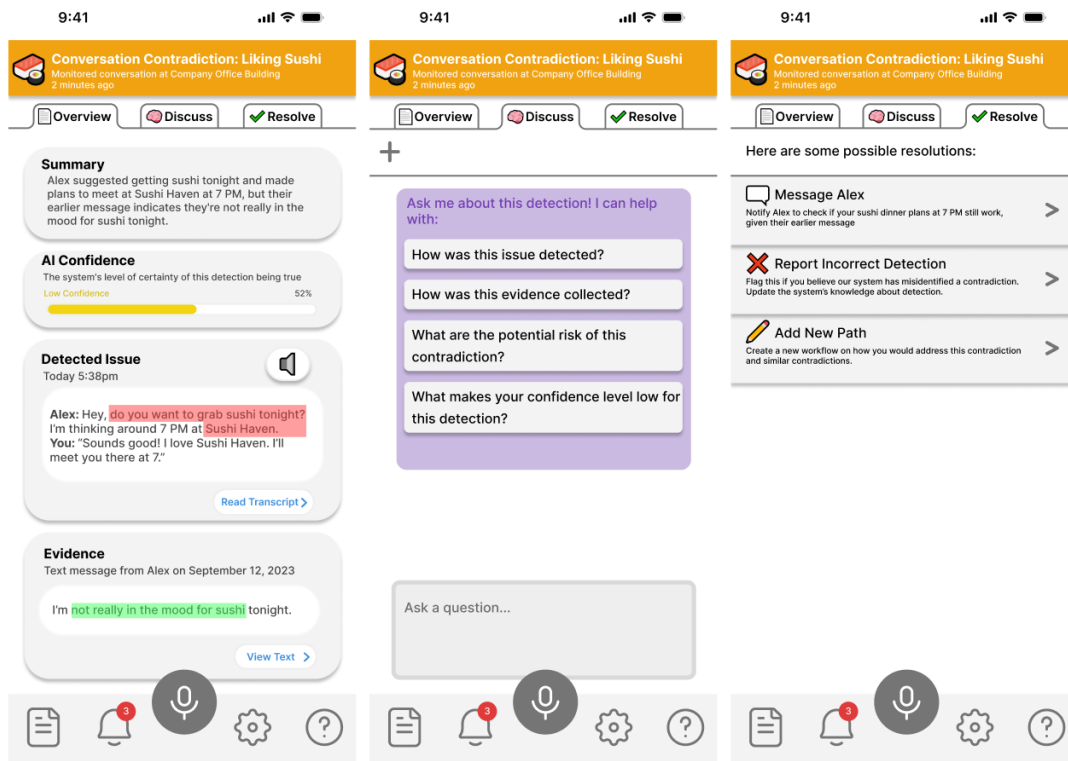 9:41
Conversation Contradiction: Liking Sushi
Monitored conversation at Company Office Building
2 minutes ago
Overview
Discuss
Resolve
Summary
Alex suggested getting sushi tonight and made
plans to meet at Sushi Haven at 7 PM, but their
earlier message indicates they're not really in the
mood for sushi tonight.
AI Confidence
The system's level of certainty of this detection being true
Low Confidence
52%
Detected Issue
Today 5:38pm
Alex: Hey, do you want to grab sushi tonight?
I'm thinking around 7 PM at Sushi Haven.
You: “Sounds good! I love Sushi Haven. I'll
meet you there at 7.”
Read Transcript
Evidence
Text message from Alex on September 12, 2023
I'm not really in the mood for sushi tonight.
View Text
3
?
9:41
Conversation Contradiction: Liking Sushi
Monitored conversation at Company Office Building
2 minutes ago
Overview
Discuss
Resolve
+
Ask me about this detection! I can help
with:
How was this issue detected?
How was this evidence collected?
What are the potential risk of this
contradiction?
What makes your confidence level low for
this detection?
Ask a question...
3
?
9:41
Conversation Contradiction: Liking Sushi
Monitored conversation at Company Office Building
2 minutes ago
Overview
Discuss
Resolve
Here are some possible resolutions:
Message Alex
Notify Alex to check if your sushi dinner plans at 7 PM still work,
given their earlier message
Report Incorrect Detection
Flag this if you believe our system has misidentified a contradiction.
Update the system's knowledge about detection.
Add New Path
Create a new workflow on how you would address this contradiction
and similar contradictions.
3
?